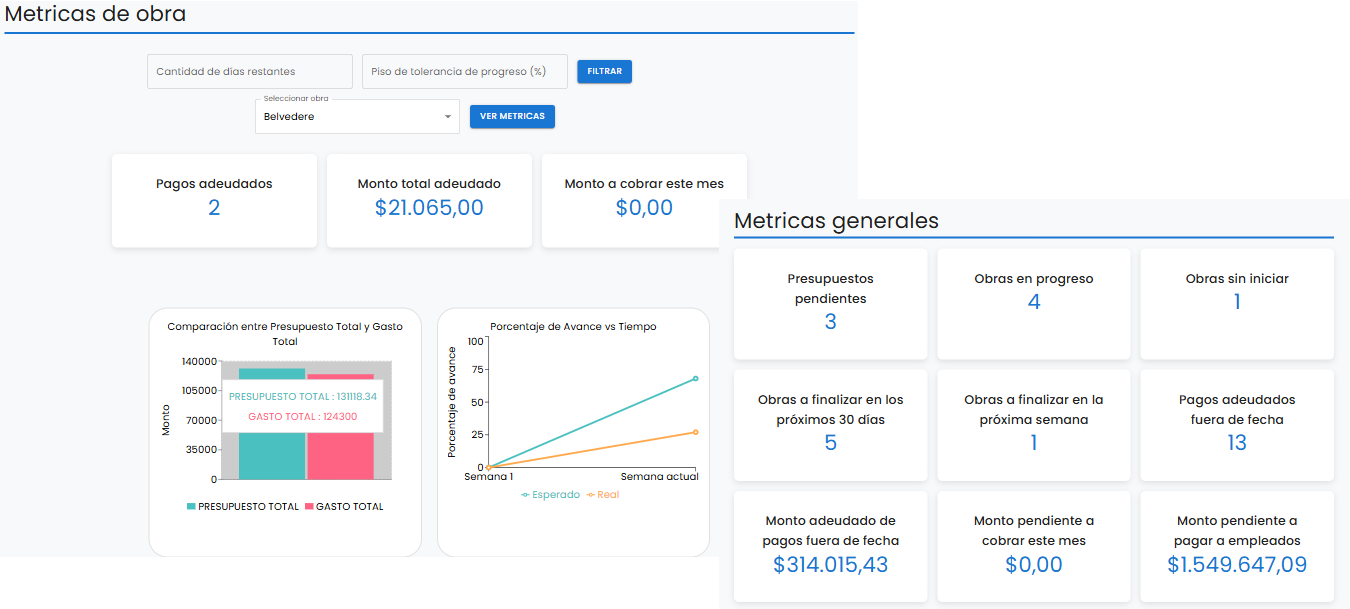 Metricas de obra
Cantidad de días restantes
Piso de tolerancia de progreso (%)
FILTRAR
Seleccionar obra
Belvedere
VER METRICAS
Pagos adeudados
2
Monto total adeudado
$21.065,00
Monto a cobrar este mes
$0,00
Comparación entre Presupuesto Total y Gasto
Total
140000
105000
70000
35000
0
Monto
PRESUPUESTO TOTAL : 131118.34
GASTO TOTAL : 124300
PRESUPUESTO TOTAL
GASTO TOTAL
Porcentaje de Avance vs Tiempo
100
75
50
25
0
Porcentaje de avance
Semana 1
Semana actual
Esperado
Real
Metricas generales
Presupuestos
pendientes
3
Obras en progreso
4
Obras sin iniciar
1
Obras a finalizar en los
próximos 30 días
5
Obras a finalizar en la
próxima semana
1
Pagos adeudados
fuera de fecha
13
Monto adeudado de
pagos fuera de fecha
$314.015,43
Monto pendiente a
cobrar este mes
$0,00
Monto pendiente a
pagar a empleados
$1.549.647,09